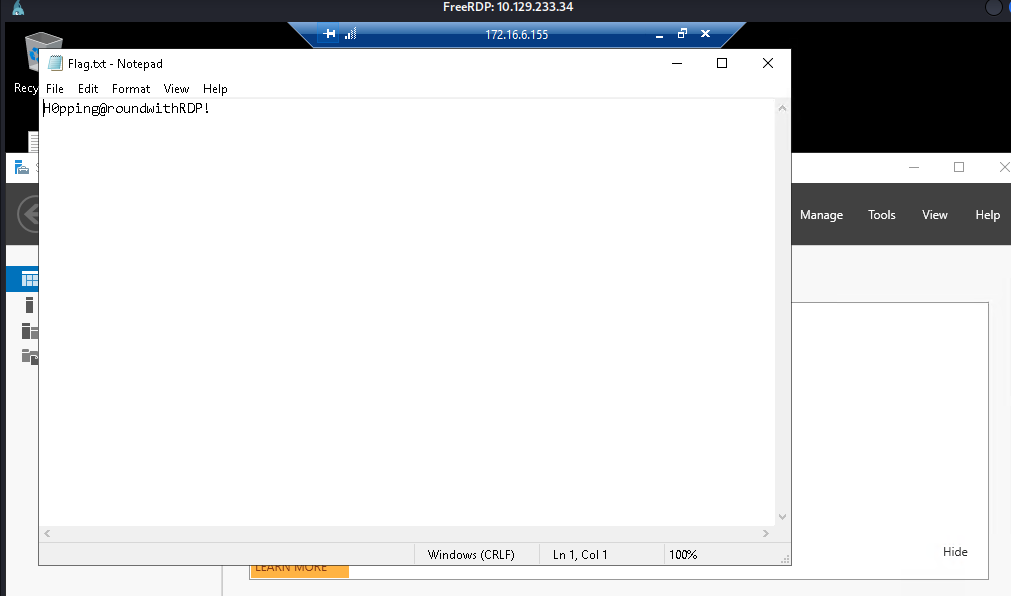 FreeRDP: 10.129.233.34
172.16.6.155
Flag.txt - Notepad
Recy
File Edit Format View Help
H0pping@roundwithRDP!
Manage Tools View Help
Windows (CRLF) Ln 1, Col 1 100%
Hide
LEARN MORE